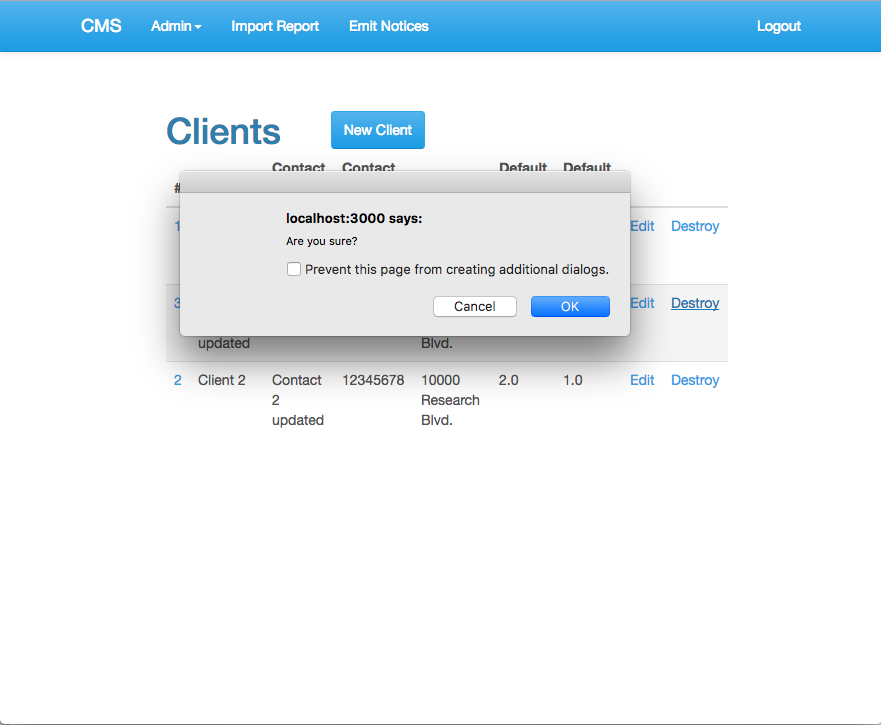 CMS Admin Import Report Emit Notices Logout
Clients New Client
Contact Contact Default Default
#
localhost:3000 says:
Are you sure?
Prevent this page from creating additional dialogs.
Cancel OK
1 Edit Destroy
3 Edit Destroy
updated Blvd.
2 Client 2 Contact 12345678 10000 2.0 1.0 Edit Destroy
2 Research
updated Blvd.